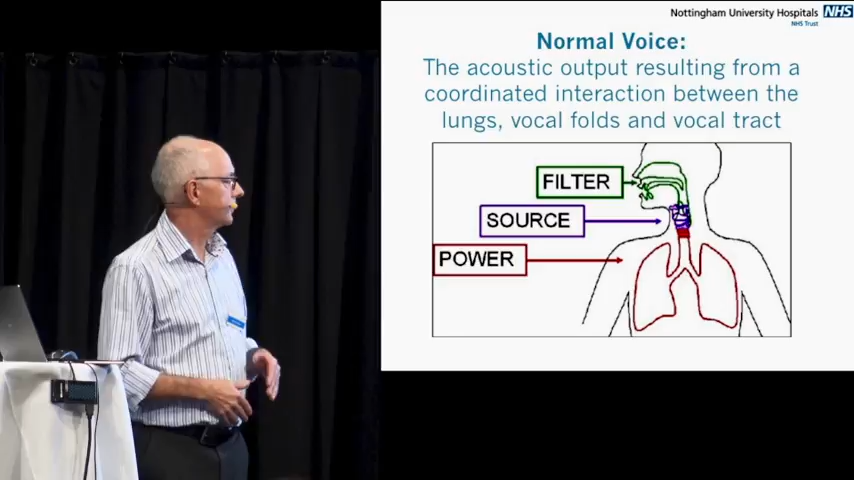 Nottingham University Hospitals NHS
NHS Trust
Normal Voice:
The acoustic output resulting from a
coordinated interaction between the
lungs, vocal folds and vocal tract
FILTER
SOURCE
POWER